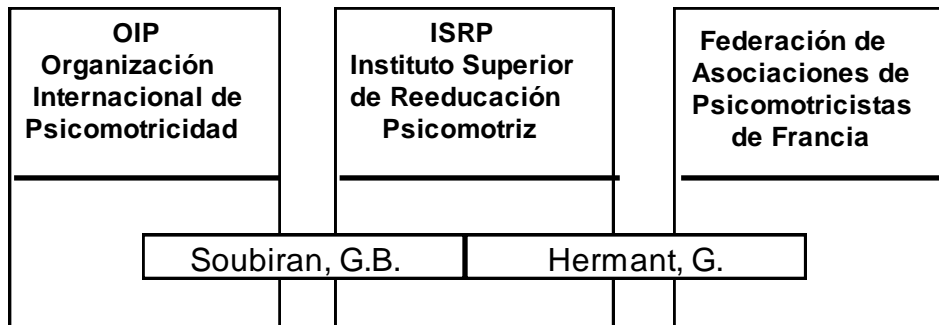 OIP
Organización
Internacional de
Psicomotricidad
ISRP
Instituto Superior
de Reeducación
Psicomotriz
Federación de
Asociaciones de
Psicomotricistas
de Francia
Soubiran, G.B.
Hermant, G.